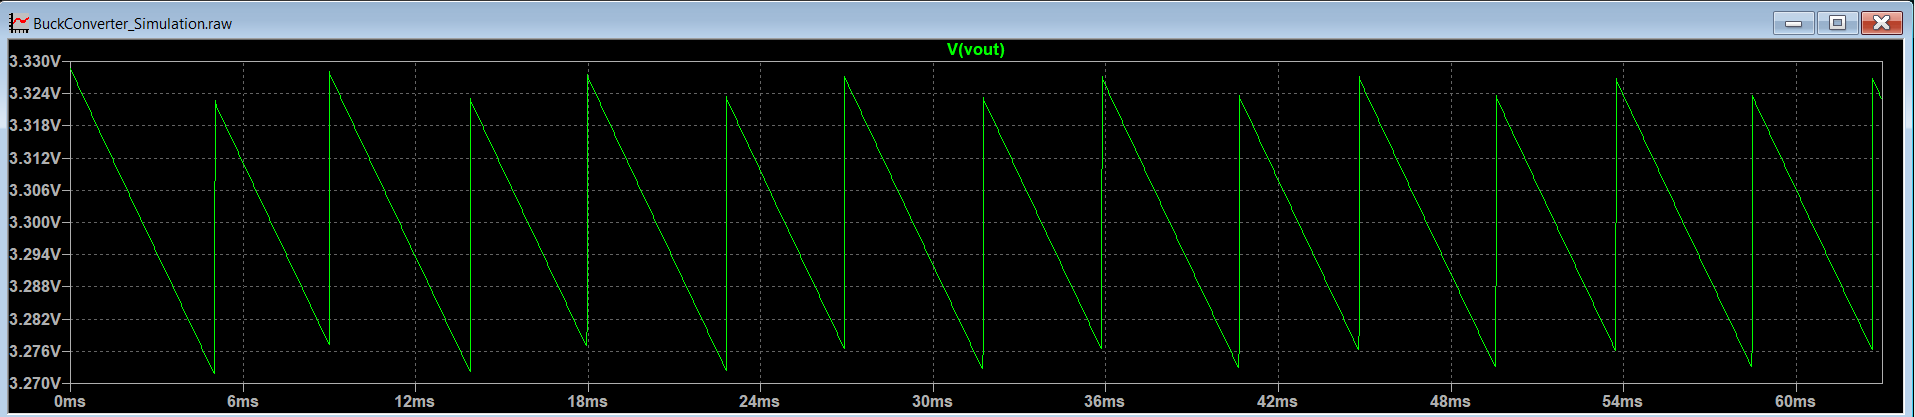 BuckConverter_Simulation.raw
V(vout)
3.330V
3.324V
3.318V
3.312V
3.306V
3.300V
3.294V
3.288V
3.282V
3.276V
3.270V
0ms 6ms 12ms 18ms 24ms 30ms 36ms 42ms 48ms 54ms 60ms